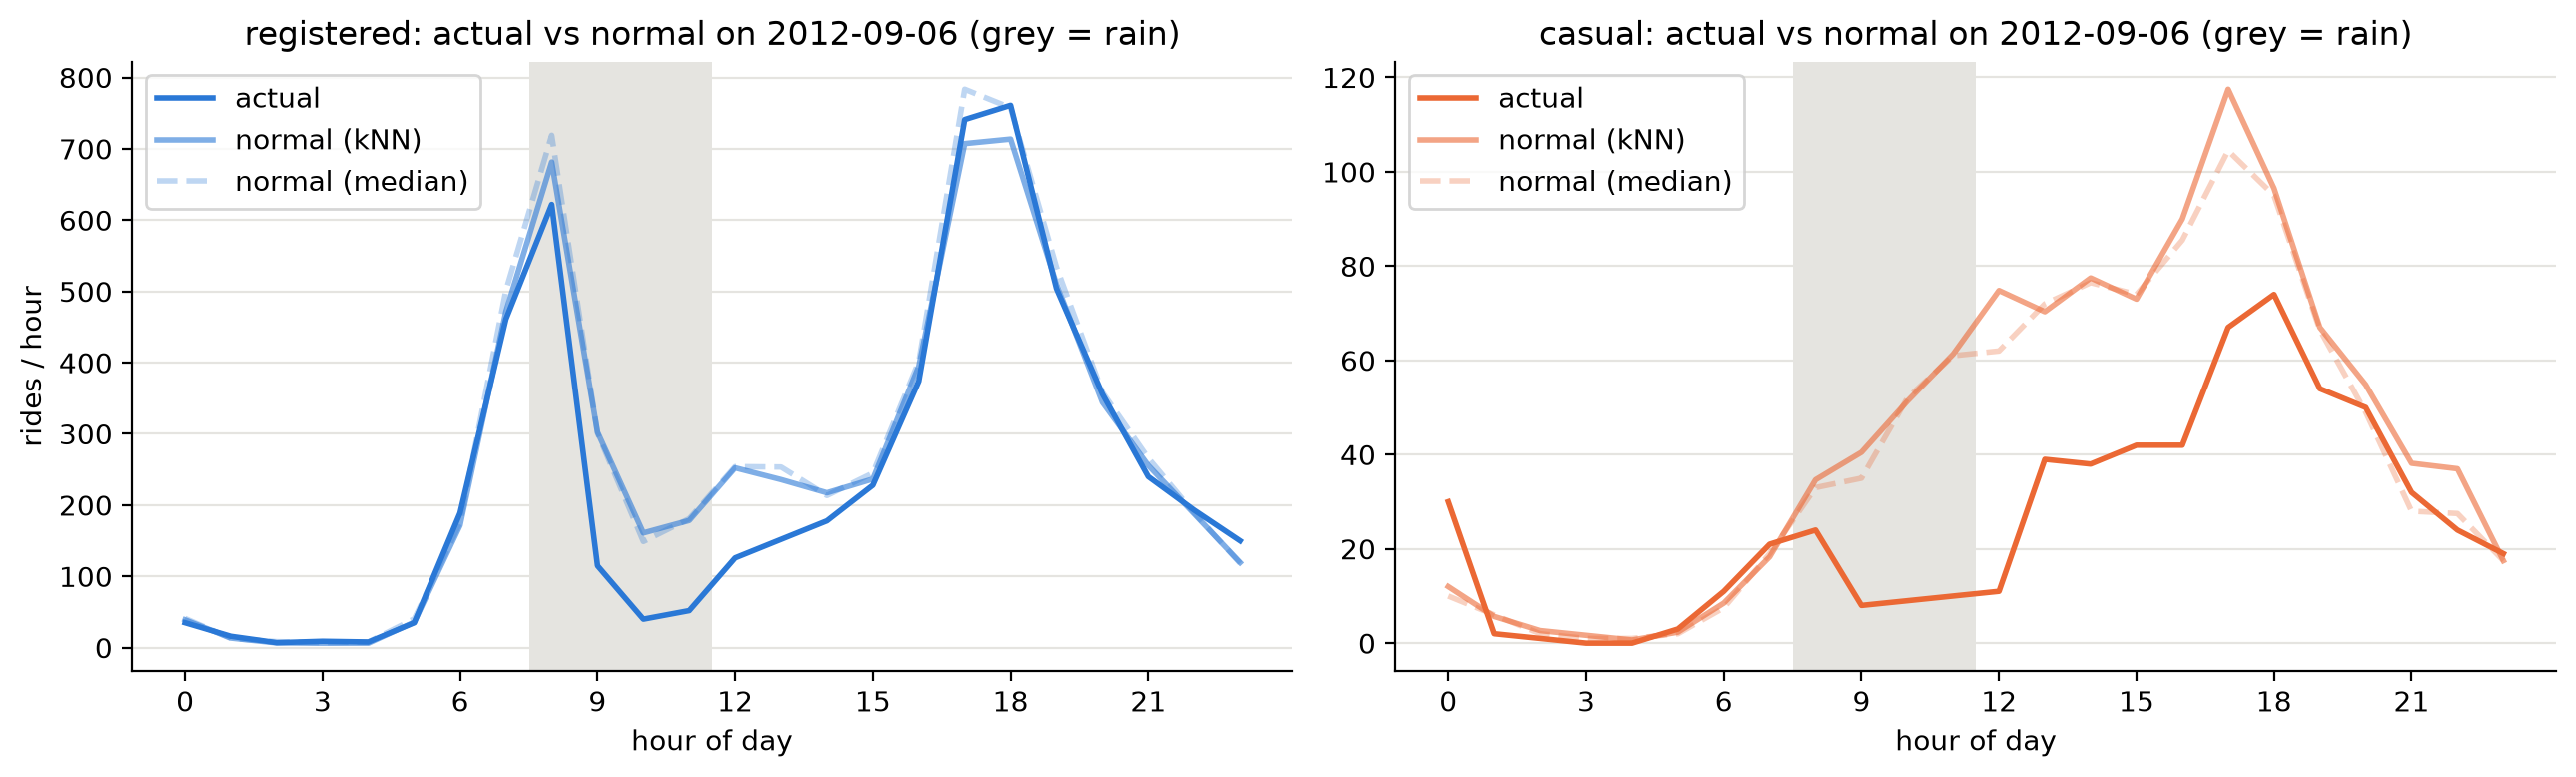 registered: actual vs normal on 2012-09-06 (grey = rain)
actual
normal (kNN)
normal (median)
800
700
600
500
400
300
200
100
0
rides / hour
0 3 6 9 12 15 18 21
hour of day
casual: actual vs normal on 2012-09-06 (grey = rain)
actual
normal (kNN)
normal (median)
120
100
80
60
40
20
0
0 3 6 9 12 15 18 21
hour of day